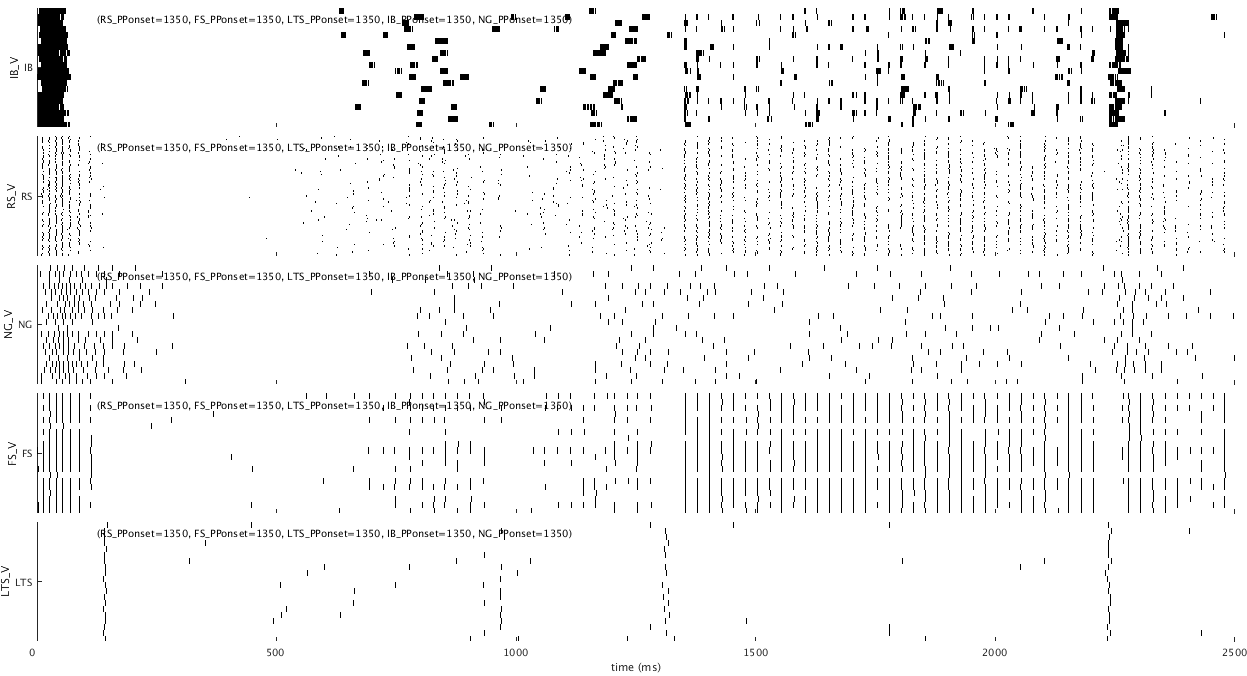 (RS_PPonset=1350, FS_PPonset=1350, LTS_PPonset=1350, IB_PPonset=1350, NG_PPonset=1350)
IB_V
IB
(RS_PPonset=1350, FS_PPonset=1350, LTS_PPonset=1350, IB_PPonset=1350, NG_PPonset=1350)
RS_V
RS
(RS_PPonset=1350, FS_PPonset=1350, LTS_PPonset=1350, IB_PPonset=1350, NG_PPonset=1350)
NG_V
NG
(RS_PPonset=1350, FS_PPonset=1350, LTS_PPonset=1350, IB_PPonset=1350, NG_PPonset=1350)
FS_V
FS
(RS_PPonset=1350, FS_PPonset=1350, LTS_PPonset=1350, IB_PPonset=1350, NG_PPonset=1350)
LTS_V
LTS
0 500 1000 1500 2000 2500
time (ms)